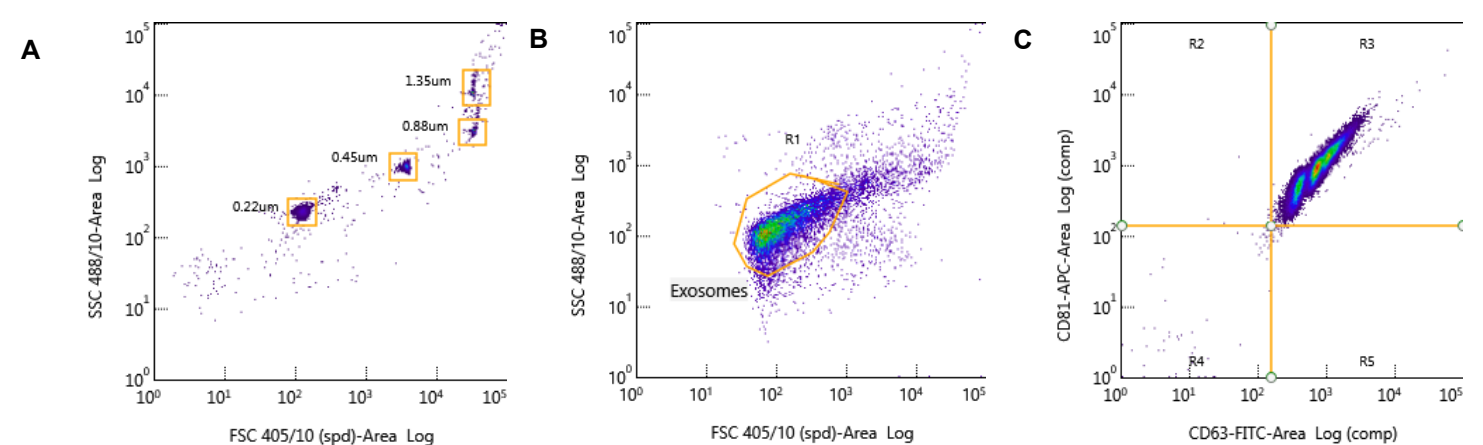 A
SSC 488/10-Area Log
10^5
10^4
10^3
10^2
10^1
10^0
1.35um
0.88um
0.45um
0.22um
10^0 10^1 10^2 10^3 10^4 10^5
FSC 405/10 (spd)-Area Log
B
SSC 488/10-Area Log
10^5
10^4
10^3
10^2
10^1
10^0
R1
Exosomes
10^0 10^1 10^2 10^3 10^4 10^5
FSC 405/10 (spd)-Area Log
C
CD81-APC-Area Log (comp)
10^5
10^4
10^3
10^2
10^1
10^0
R2 R3
R4 R5
10^0 10^1 10^2 10^3 10^4 10^5
CD63-FITC-Area Log (comp)